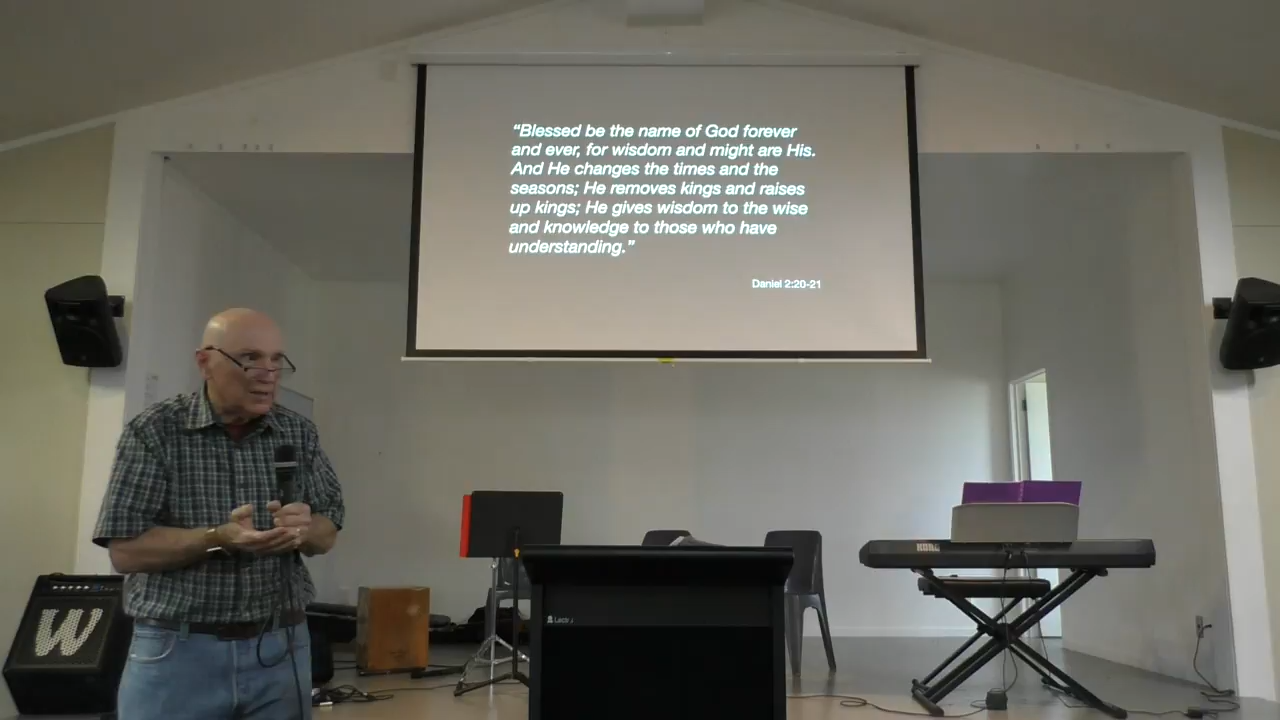 “Blessed be the name of God forever
and ever, for wisdom and might are His.
And He changes the times and the
seasons; He removes kings and raises
up kings; He gives wisdom to the wise
and knowledge to those who have
understanding.”
Daniel 2:20-21
KORG
W